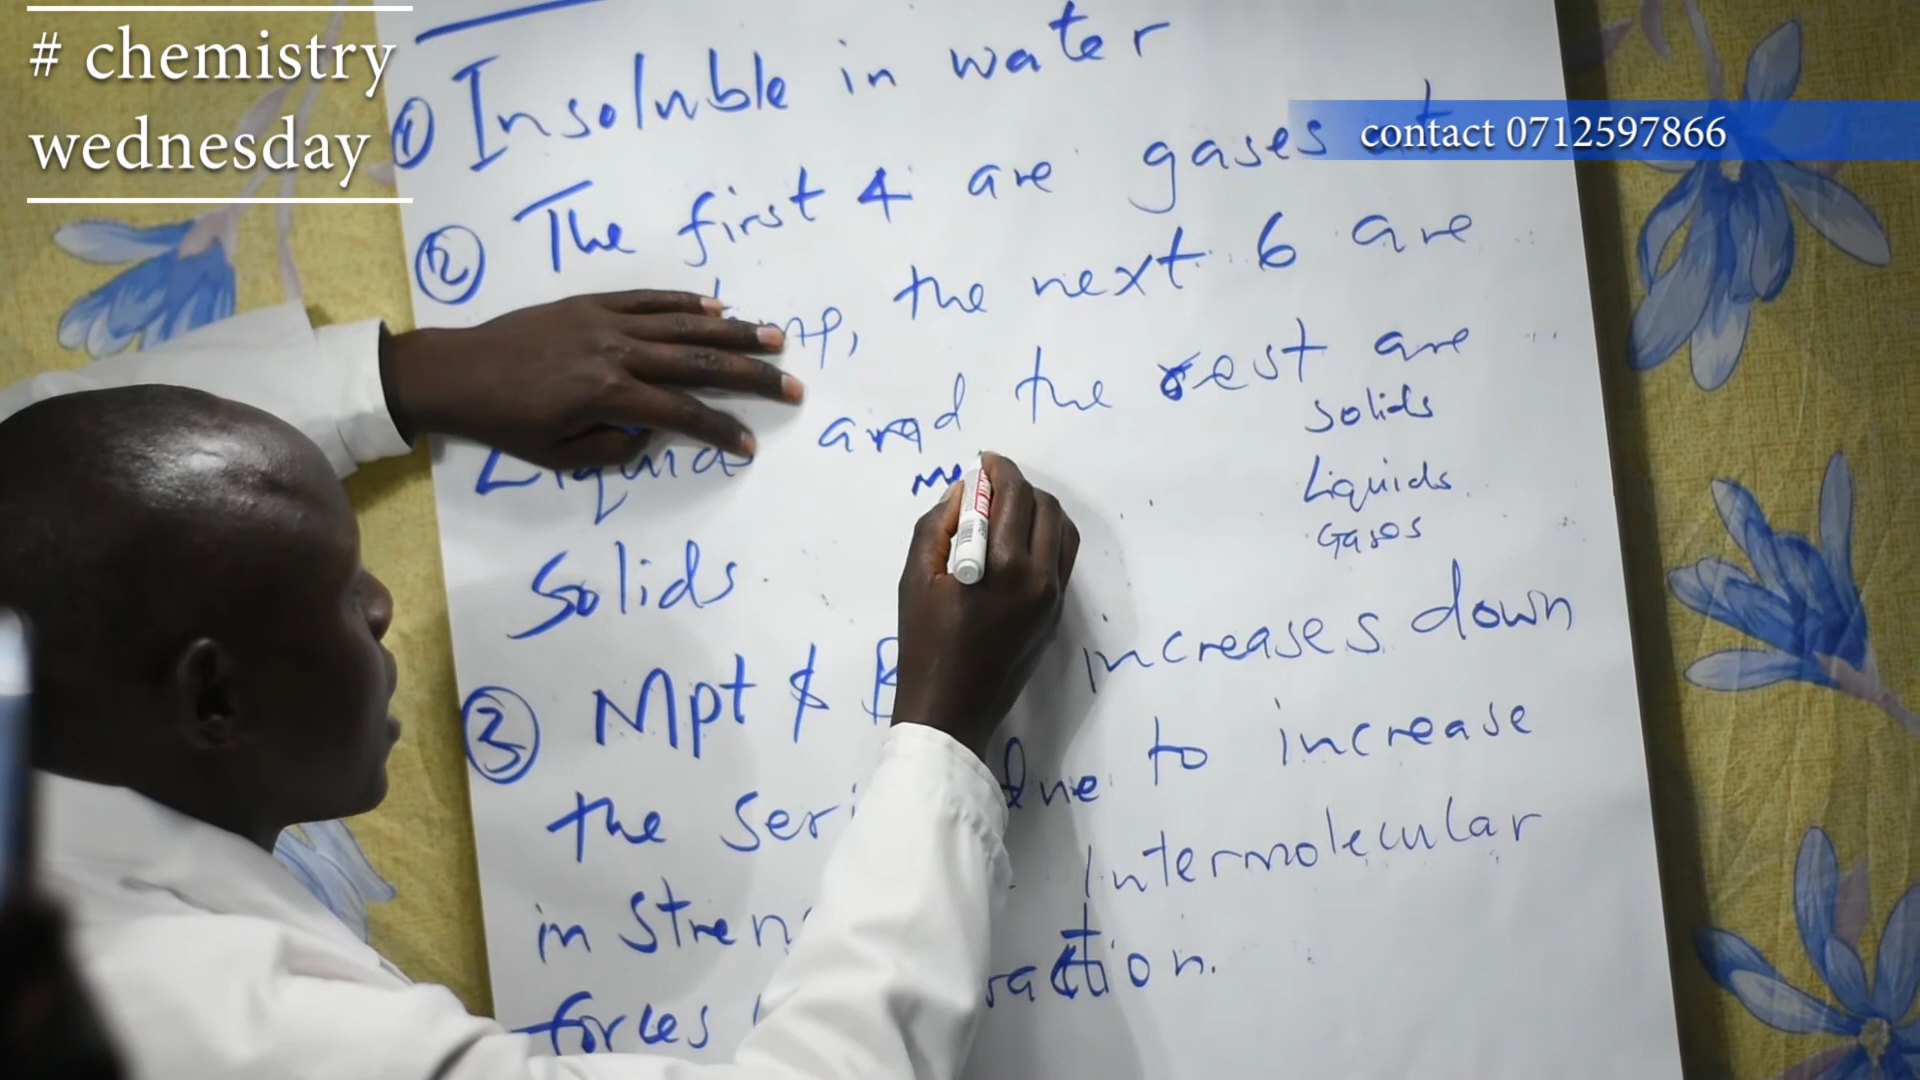 # chemistry
wednesday
contact 0712597866
① Insoluble in water
② The first 4 are gases
the next 6 are
Liquid and the rest are
Solids
Solids
Liquids
Gases
③ Mpt & increases down
the due to increase
in Intermolecular
forces